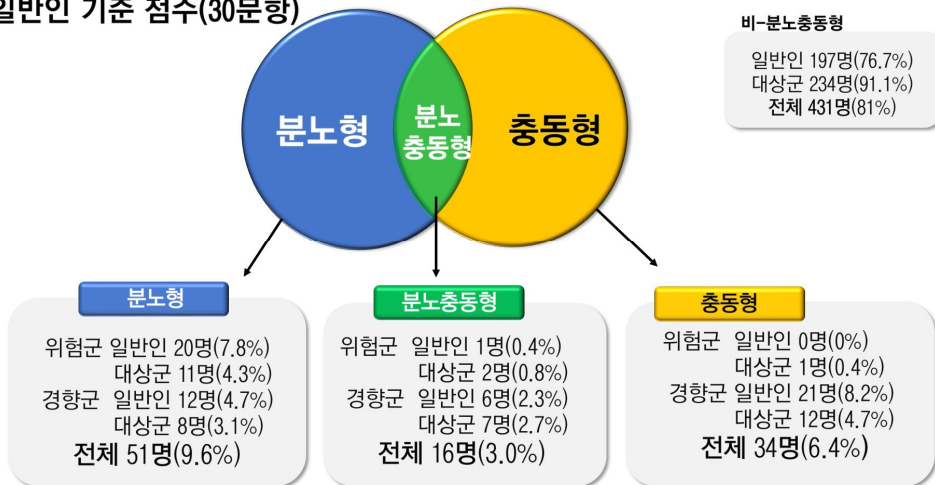 일반인 기준 점수(30문항)
비-분노충동형
일반인 197명(76.7%)
대상군 234명(91.1%)
전체 431명(81%)
분노형
분노
충동형
충동형
분노형
위험군 일반인 20명(7.8%)
대상군 11명(4.3%)
경향군 일반인 12명(4.7%)
대상군 8명(3.1%)
전체 51명(9.6%)
분노충동형
위험군 일반인 1명(0.4%)
대상군 2명(0.8%)
경향군 일반인 6명(2.3%)
대상군 7명(2.7%)
전체 16명(3.0%)
충동형
위험군 일반인 0명(0%)
대상군 1명(0.4%)
경향군 일반인 21명(8.2%)
대상군 12명(4.7%)
전체 34명(6.4%)